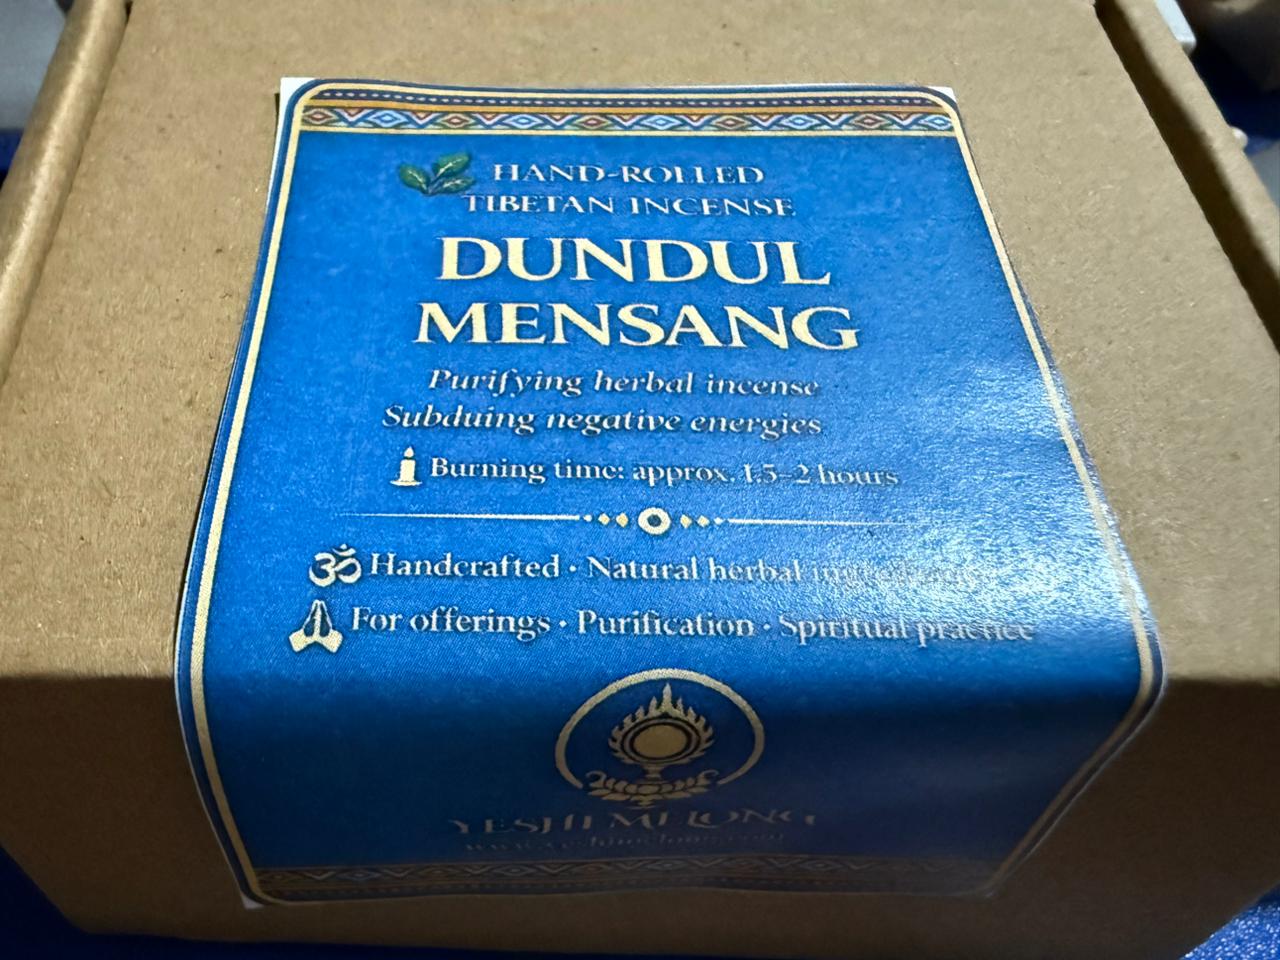 HAND-ROLLED
TIBETAN INCENSE
DUNDUL
MENSANG
Purifying herbal incense
Subduing negative energies
Burning time: approx. 1.5–2 hours
ॐ Handcrafted · Natural herbal
For offerings · Purification · Spiritual practice
YESHI MELONG